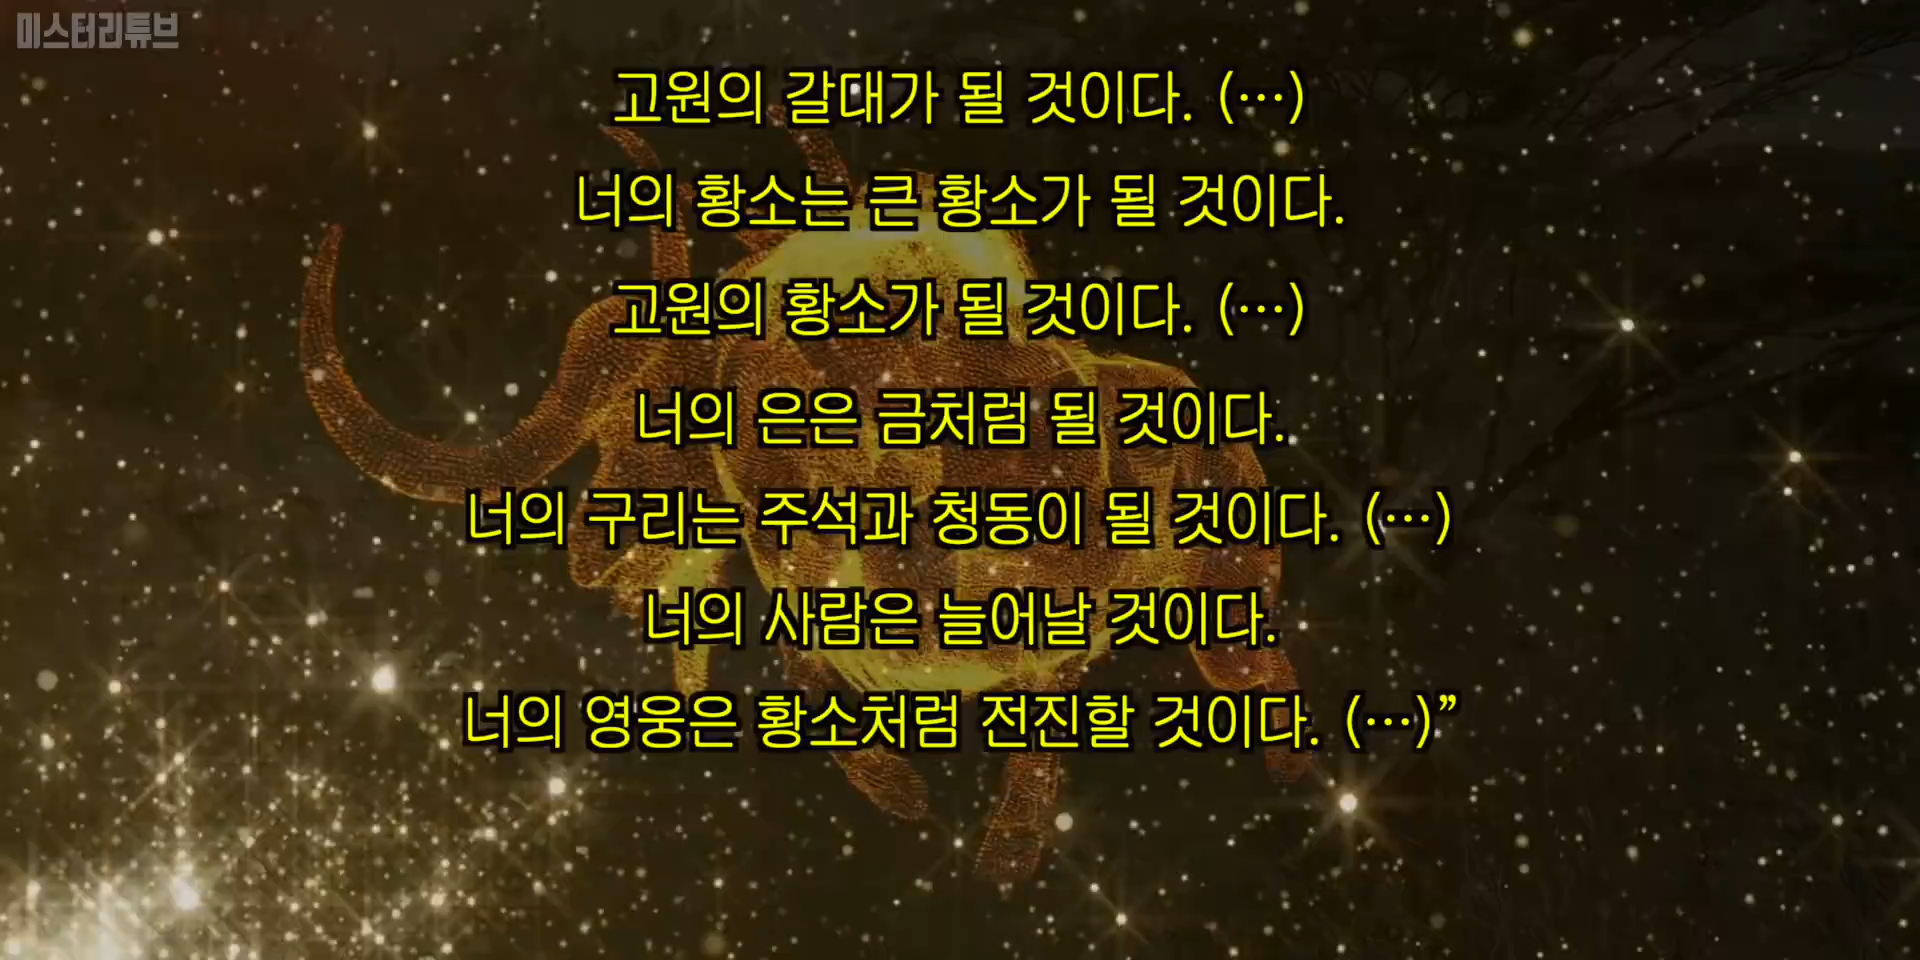 미스터리튜브
고원의 갈대가 될 것이다. (…)
너의 황소는 큰 황소가 될 것이다.
고원의 황소가 될 것이다. (…)
너의 은은 금처럼 될 것이다.
너의 구리는 주석과 청동이 될 것이다. (…)
너의 사람은 늘어날 것이다.
너의 영웅은 황소처럼 전진할 것이다. (…)”